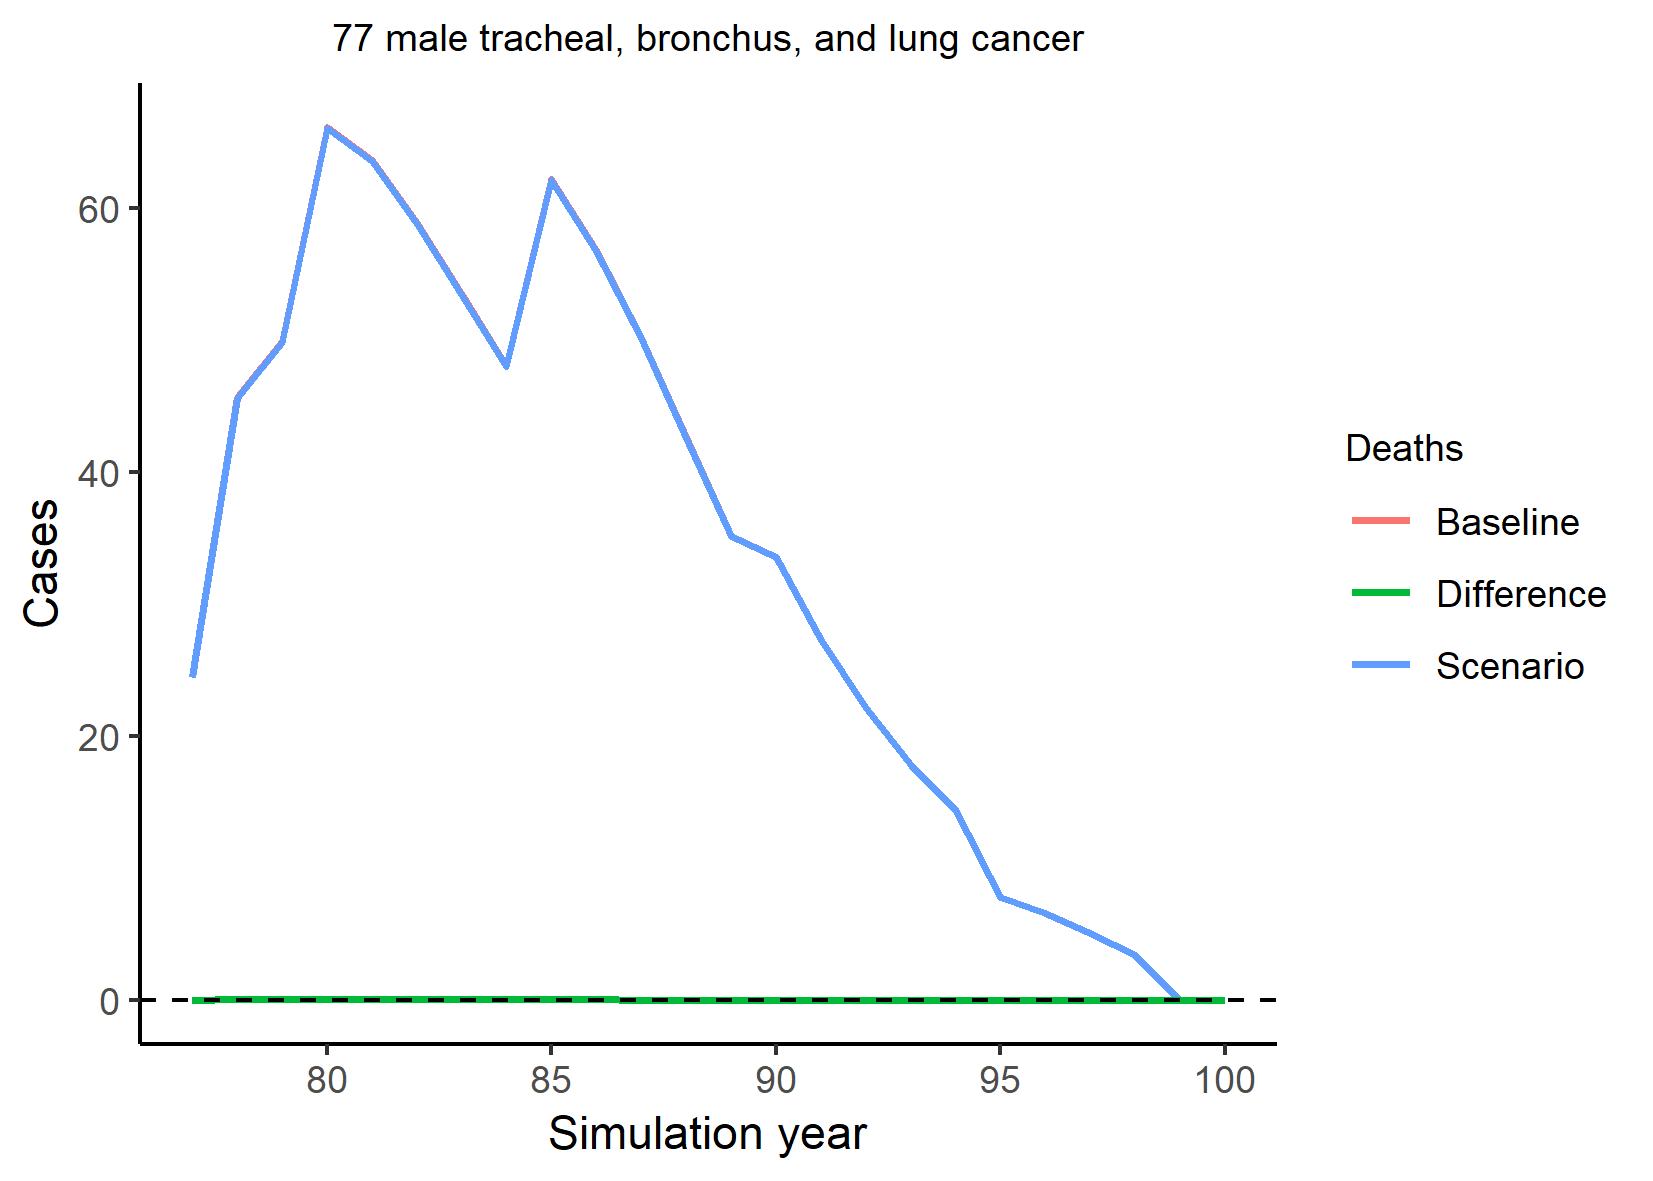 77 male tracheal, bronchus, and lung cancer
Cases
60
40
20
0
80 85 90 95 100
Simulation year
Deaths
Baseline
Difference
Scenario